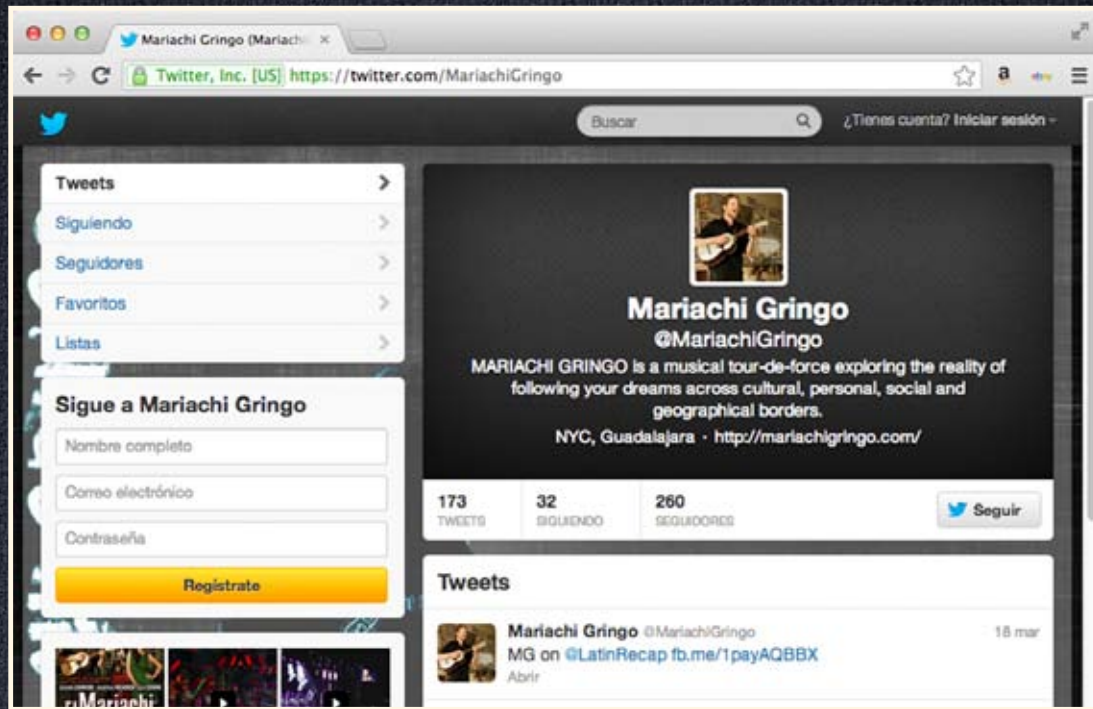 Mariachi Gringo (Mariach
Twitter, Inc. [US] https://twitter.com/MariachiGringo
Buscar
¿Tienes cuenta? Iniciar sesión
Tweets
Siguiendo
Seguidores
Favoritos
Listas
Sigue a Mariachi Gringo
Nombre completo
Correo electrónico
Contraseña
Regístrate
Mariachi Gringo
@MariachiGringo
MARIACHI GRINGO is a musical tour-de-force exploring the reality of
following your dreams across cultural, personal, social and
geographical borders.
NYC, Guadalajara · http://mariachigringo.com/
173 32 260
TWEETS SIGUIENDO SEGUIDORES
Seguir
Tweets
Mariachi Gringo @MariachiGringo 18 mar
MG on @LatinRecap fb.me/1payAQBBX
Abrir
Mariachi